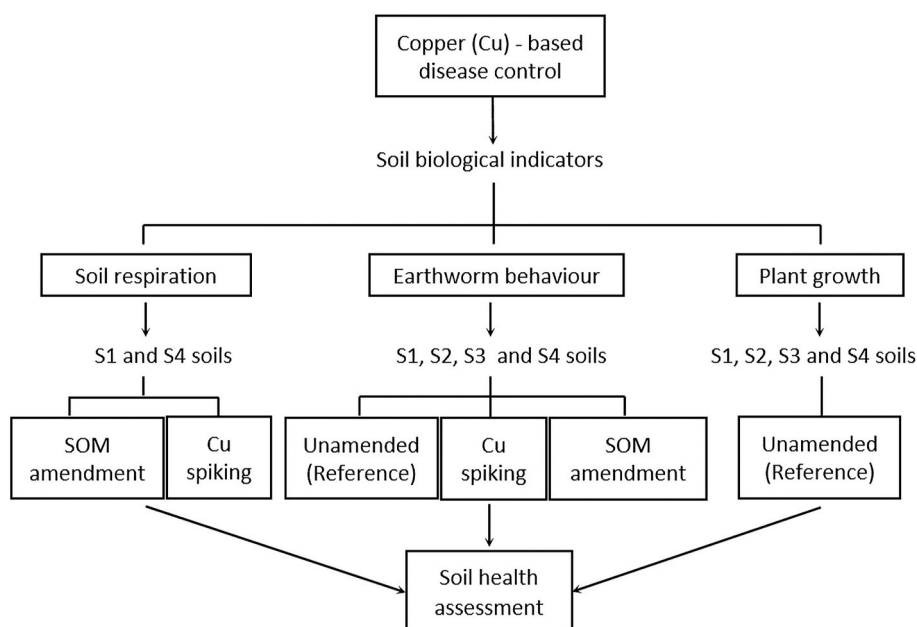 Copper (Cu) - based
disease control
Soil biological indicators
Soil respiration
Earthworm behaviour
Plant growth
S1 and S4 soils
S1, S2, S3 and S4 soils
S1, S2, S3 and S4 soils
SOM
amendment
Cu
spiking
Unamended
(Reference)
Cu
spiking
SOM
amendment
Unamended
(Reference)
Soil health
assessment